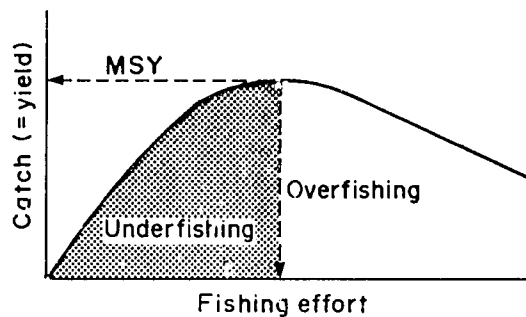 MSY
Catch (=yield)
Overfishing
Underfishing
Fishing effort